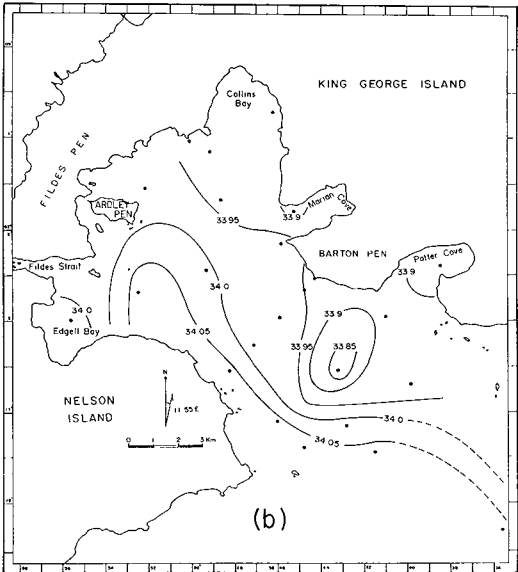 KING GEORGE ISLAND
Collins
Bay
FILDES PEN
ARDLEY
PEN
33.95
33.9
Marian Cove
BARTON PEN
Potter Cove
33.9
Fildes Strait
34.0
Edgell Bay
34.0
34.05
33.95
33.9
33.85
NELSON
ISLAND
N
11.55E
0 1 2 3 Km
34.0
34.05
(b)